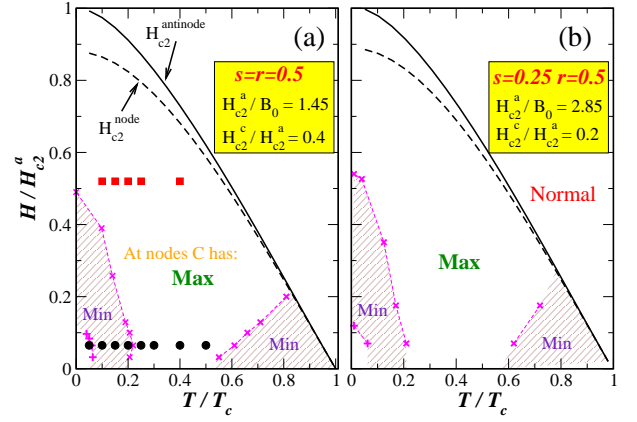 1
0.8
0.6
0.4
0.2
0
H / H_c2^a
H_c2^antinode
H_c2^node
(a)
s=r=0.5
H_c2^a / B_0 = 1.45
H_c2^c / H_c2^a = 0.4
At nodes C has:
Max
Min
Min
0 0.2 0.4 0.6 0.8
T / T_c
(b)
s=0.25 r=0.5
H_c2^a / B_0 = 2.85
H_c2^c / H_c2^a = 0.2
Normal
Max
Min
Min
0 0.2 0.4 0.6 0.8 1
T / T_c